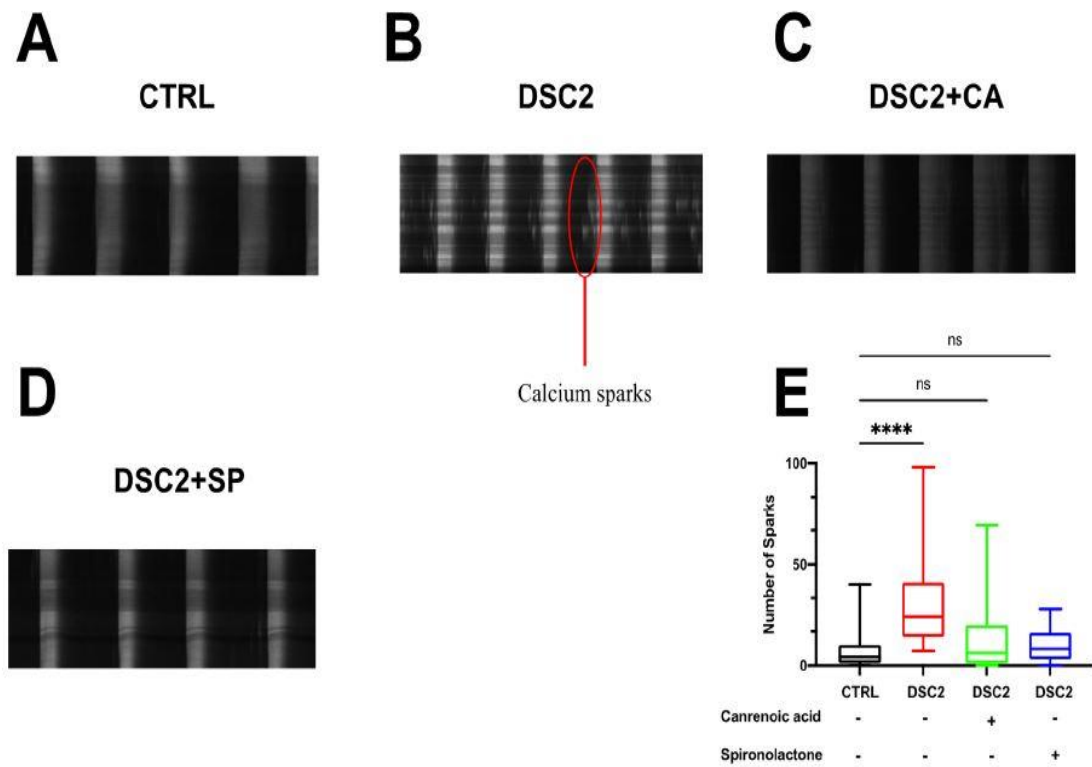 A
CTRL
B
DSC2
Calcium sparks
C
DSC2+CA
D
DSC2+SP
E
ns
ns
****
Number of Sparks
100
50
0
CTRL DSC2 DSC2 DSC2
Canrenoic acid - - + -
Spironolactone - - - +